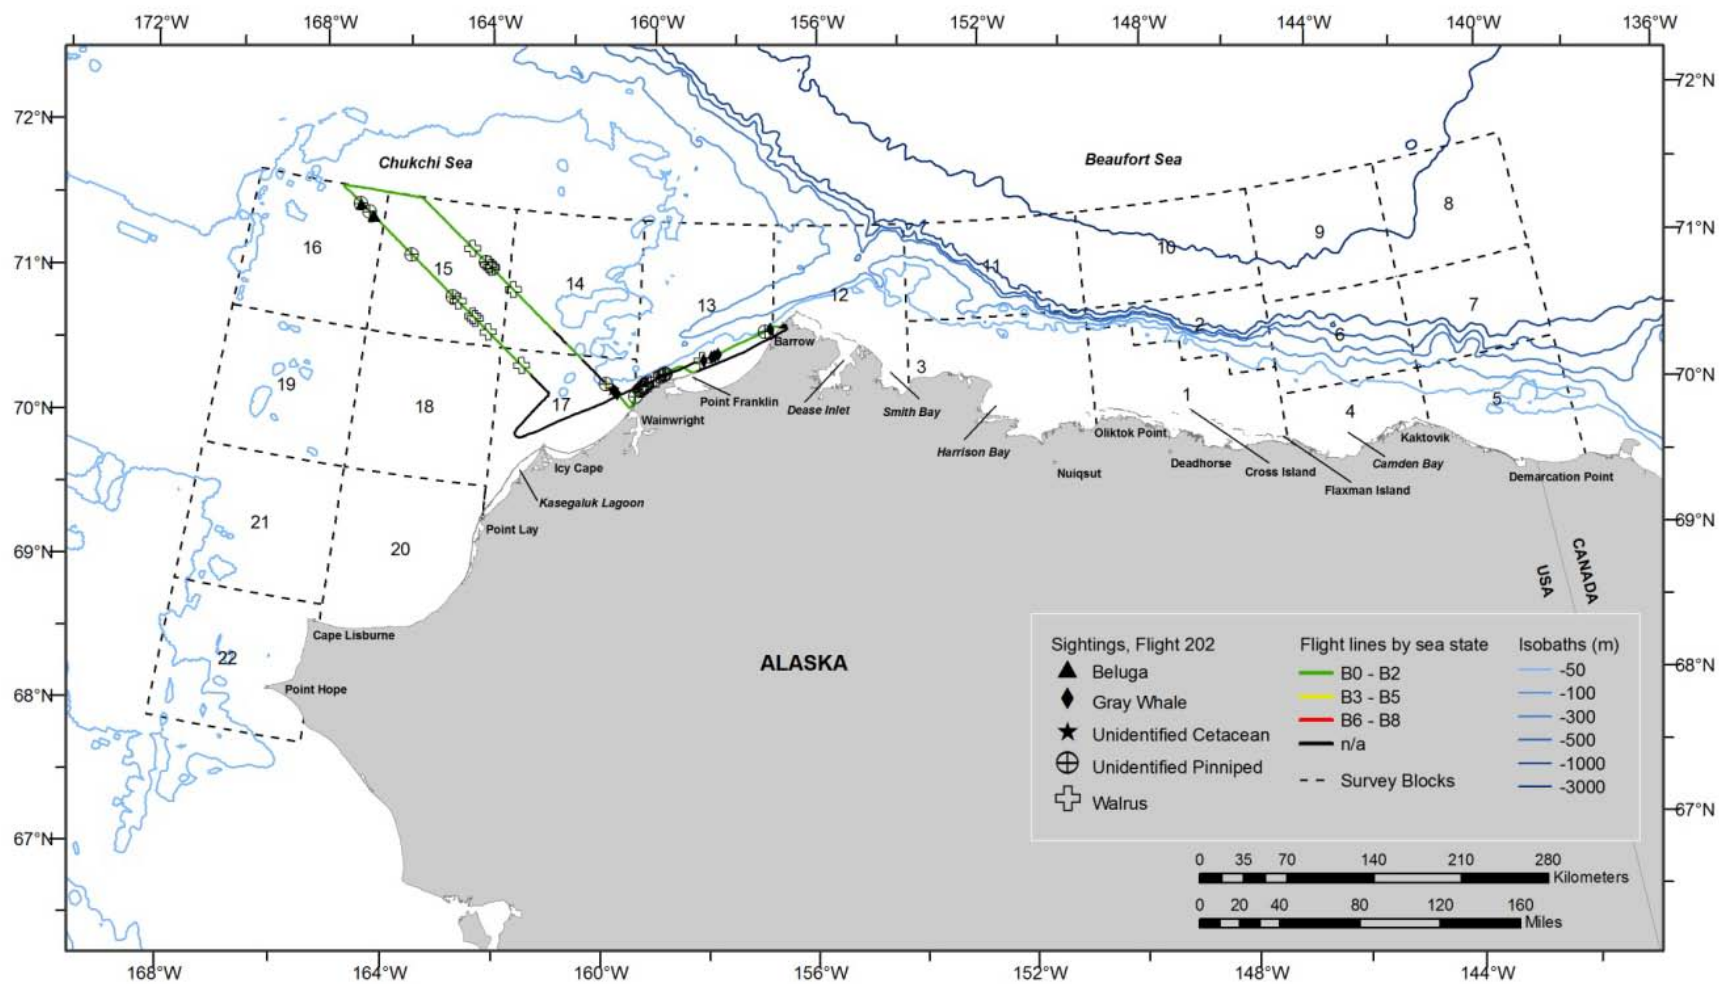 172°W 168°W 164°W 160°W 156°W 152°W 148°W 144°W 140°W 136°W
72°N 72°N
Chukchi Sea Beaufort Sea
8
9
71°N
16 10
71°N 15 11
14 12
13 7
2
6
Barrow
3
19 70°N
70°N 18 17 Point Franklin Dease Inlet Smith Bay 1 4 5
Wainwright
Oliktok Point Kaktovik
Harrison Bay
Icy Cape Nuiqsut Deadhorse Cross Island Camden Bay
Flaxman Island Demarcation Point
Kasegaluk Lagoon
21 Point Lay 69°N
69°N 20
USA CANADA
Cape Lisburne
22
ALASKA 68°N
68°N Point Hope
67°N
67°N
Sightings, Flight 202
Beluga
Gray Whale
Unidentified Cetacean
Unidentified Pinniped
Walrus
Flight lines by sea state
B0 - B2
B3 - B5
B6 - B8
n/a
Survey Blocks
Isobaths (m)
-50
-100
-300
-500
-1000
-3000
0 35 70 140 210 280
Kilometers
0 20 40 80 120 160
Miles
168°W 164°W 160°W 156°W 152°W 148°W 144°W